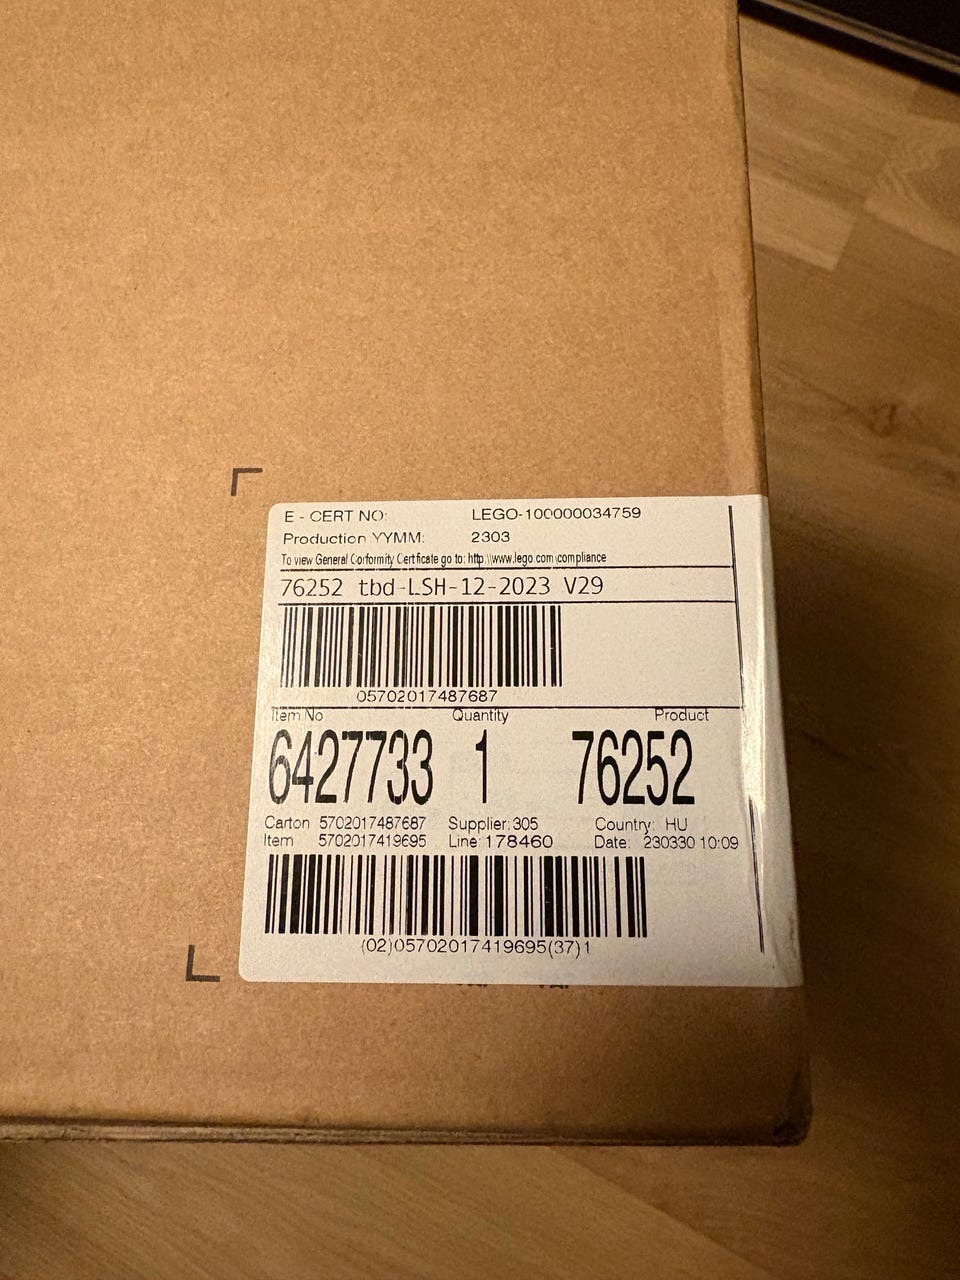 E - CERT NO: LEGO-100000034759
Production YYMM: 2303
To view General Conformity Certficate go to: http:\\www.lego.com\compliance
76252 tbd-LSH-12-2023 V29
05702017487687
Item No Quantity Product
6427733 1 76252
Carton 5702017487687 Supplier: 305 Country: HU
Item 5702017419695 Line: 178460 Date: 230330 10:09
(02)05702017419695(37)1